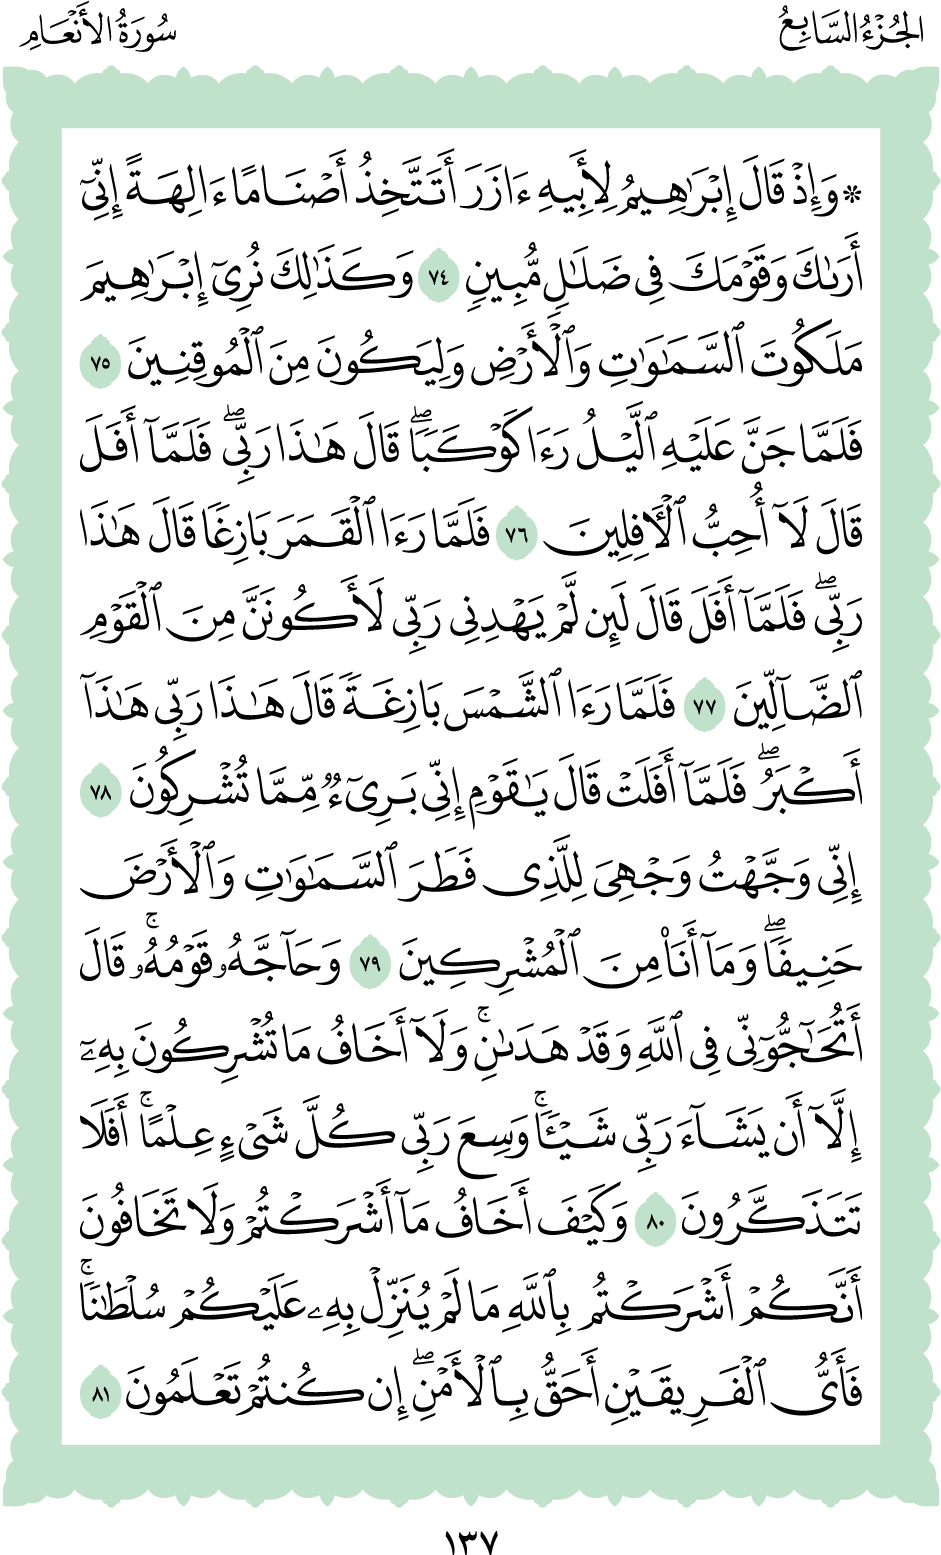 الجُزْءُ السَّابِعُ
سُورَةُ الأَنْعَامِ
۞ وَإِذْ قَالَ إِبْرَٰهِيمُ لِأَبِيهِ ءَازَرَ أَتَتَّخِذُ أَصْنَامًا ءَالِهَةً إِنِّىٓ
أَرَىٰكَ وَقَوْمَكَ فِى ضَلَٰلٍ مُّبِينٍ ٧٤ وَكَذَٰلِكَ نُرِىٓ إِبْرَٰهِيمَ
مَلَكُوتَ ٱلسَّمَٰوَٰتِ وَٱلْأَرْضِ وَلِيَكُونَ مِنَ ٱلْمُوقِنِينَ ٧٥
فَلَمَّا جَنَّ عَلَيْهِ ٱلَّيْلُ رَءَا كَوْكَبًاۖ قَالَ هَٰذَا رَبِّىۖ فَلَمَّآ أَفَلَ
قَالَ لَآ أُحِبُّ ٱلْأٓفِلِينَ ٧٦ فَلَمَّا رَءَا ٱلْقَمَرَ بَازِغًا قَالَ هَٰذَا
رَبِّىۖ فَلَمَّآ أَفَلَ قَالَ لَئِن لَّمْ يَهْدِنِى رَبِّى لَأَكُونَنَّ مِنَ ٱلْقَوْمِ
ٱلضَّآلِّينَ ٧٧ فَلَمَّا رَءَا ٱلشَّمْسَ بَازِغَةً قَالَ هَٰذَا رَبِّى هَٰذَآ
أَكْبَرُۖ فَلَمَّآ أَفَلَتْ قَالَ يَٰقَوْمِ إِنِّى بَرِىٓءٌ مِّمَّا تُشْرِكُونَ ٧٨
إِنِّى وَجَّهْتُ وَجْهِىَ لِلَّذِى فَطَرَ ٱلسَّمَٰوَٰتِ وَٱلْأَرْضَ
حَنِيفًاۖ وَمَآ أَنَا۠ مِنَ ٱلْمُشْرِكِينَ ٧٩ وَحَآجَّهُۥ قَوْمُهُۥۚ قَالَ
أَتُحَٰٓجُّوٓنِّى فِى ٱللَّهِ وَقَدْ هَدَىٰنِۚ وَلَآ أَخَافُ مَا تُشْرِكُونَ بِهِۦٓ
إِلَّآ أَن يَشَآءَ رَبِّى شَيْـًٔاۚ وَسِعَ رَبِّى كُلَّ شَىْءٍ عِلْمًاۚ أَفَلَا
تَتَذَكَّرُونَ ٨٠ وَكَيْفَ أَخَافُ مَآ أَشْرَكْتُمْ وَلَا تَخَافُونَ
أَنَّكُمْ أَشْرَكْتُم بِٱللَّهِ مَا لَمْ يُنَزِّلْ بِهِۦ عَلَيْكُمْ سُلْطَٰنًاۚ
فَأَىُّ ٱلْفَرِيقَيْنِ أَحَقُّ بِٱلْأَمْنِۖ إِن كُنتُمْ تَعْلَمُونَ ٨١
١٣٧